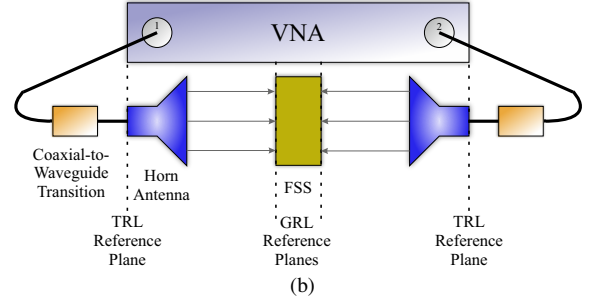 1
VNA
2
Coaxial-to-
Waveguide
Transition
Horn
Antenna
FSS
TRL
Reference
Plane
GRL
Reference
Planes
TRL
Reference
Plane
(b)